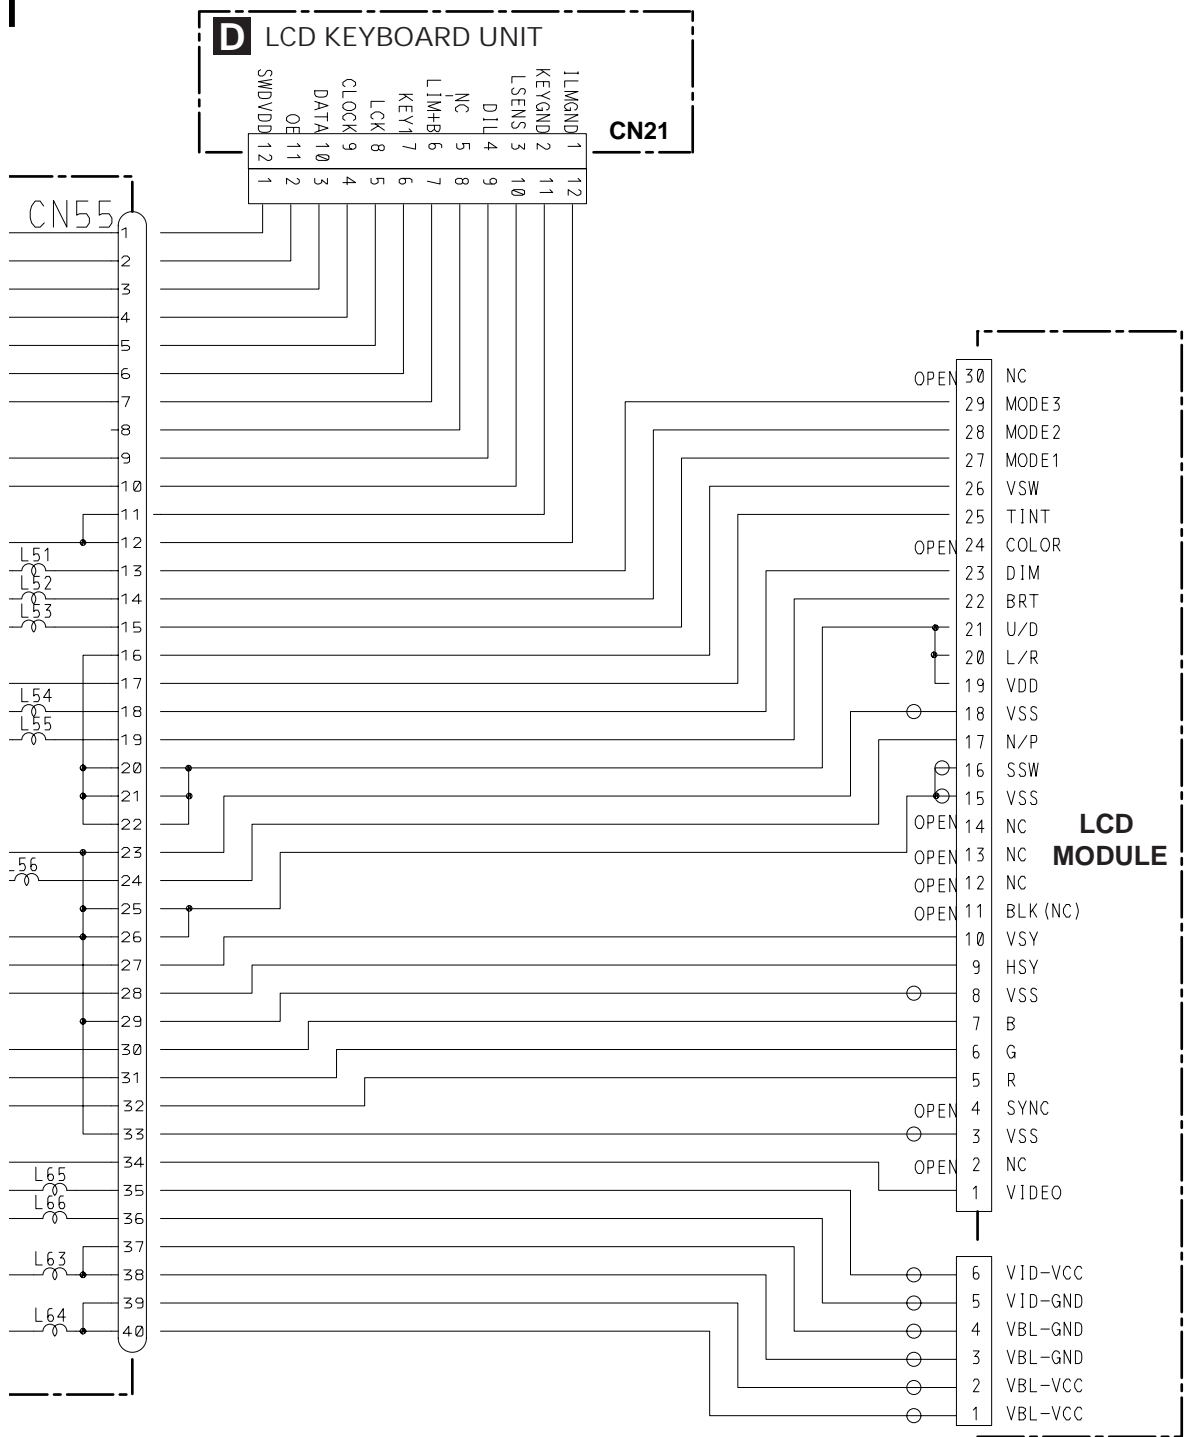 D LCD KEYBOARD UNIT
SWDVDD 12
OE 11
DATA 10
CLOCK 9
LCK 8
KEY1 7
LIM+B 6
NC 5
DIL 4
LSENS 3
KEYGND 2
ILMGND 1
CN21
1 2 3 4 5 6 7 8 9 10 11 12
CN55
1
2
3
4
5
6
7
8
9
10
11
12
L51
13
L52
14
L53
15
16
17
L54
18
L55
19
20
21
22
23
56
24
25
26
27
28
29
30
31
32
33
34
L65
35
L66
36
37
L63
38
39
L64
40
OPEN 30 NC
29 MODE3
28 MODE2
27 MODE1
26 VSW
25 TINT
OPEN 24 COLOR
23 DIM
22 BRT
21 U/D
20 L/R
19 VDD
18 VSS
17 N/P
16 SSW
15 VSS
OPEN 14 NC
OPEN 13 NC
OPEN 12 NC
OPEN 11 BLK(NC)
10 VSY
9 HSY
8 VSS
7 B
6 G
5 R
OPEN 4 SYNC
3 VSS
OPEN 2 NC
1 VIDEO
LCD
MODULE
6 VID-VCC
5 VID-GND
4 VBL-GND
3 VBL-GND
2 VBL-VCC
1 VBL-VCC